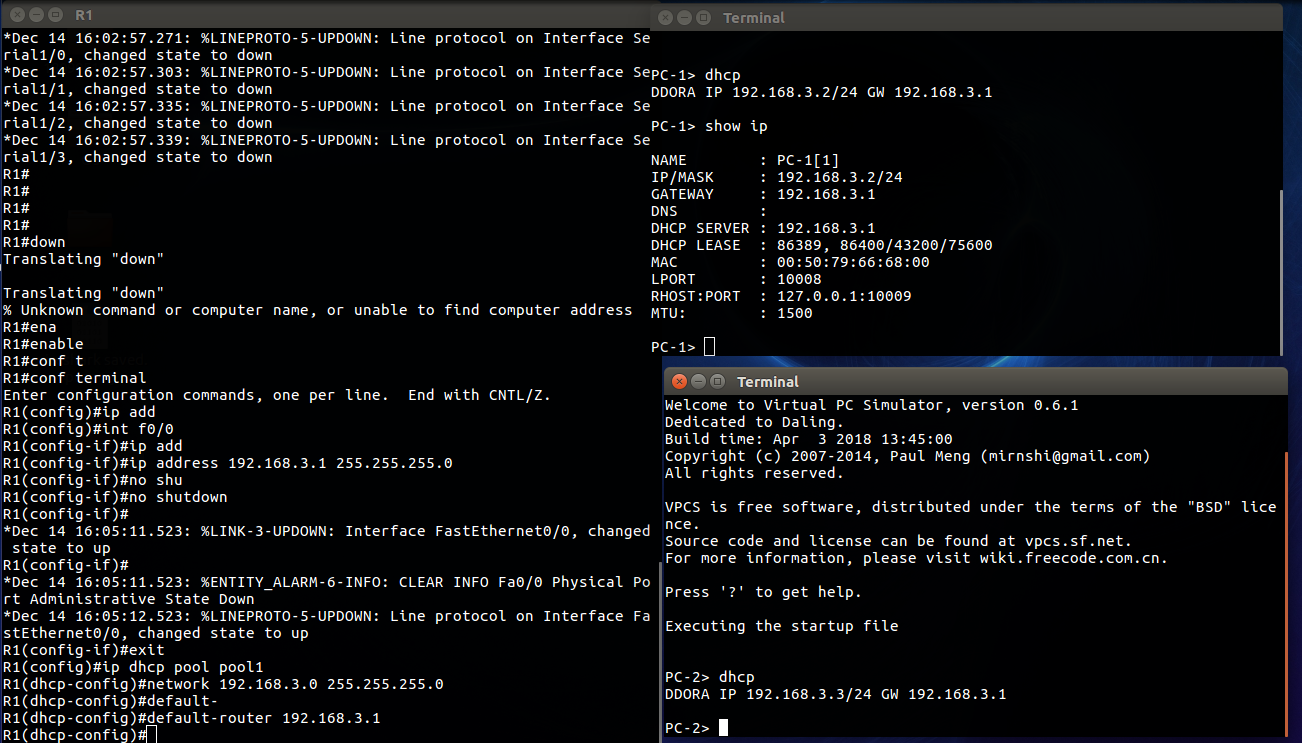 R1
*Dec 14 16:02:57.271: %LINEPROTO-5-UPDOWN: Line protocol on Interface Se
rial1/0, changed state to down
*Dec 14 16:02:57.303: %LINEPROTO-5-UPDOWN: Line protocol on Interface Se
rial1/1, changed state to down
*Dec 14 16:02:57.335: %LINEPROTO-5-UPDOWN: Line protocol on Interface Se
rial1/2, changed state to down
*Dec 14 16:02:57.339: %LINEPROTO-5-UPDOWN: Line protocol on Interface Se
rial1/3, changed state to down
R1#
R1#
R1#
R1#
R1#down
Translating "down"
Translating "down"
% Unknown command or computer name, or unable to find computer address
R1#ena
R1#enable
R1#conf t
R1#conf terminal
Enter configuration commands, one per line.  End with CNTL/Z.
R1(config)#ip add
R1(config)#int f0/0
R1(config-if)#ip add
R1(config-if)#ip address 192.168.3.1 255.255.255.0
R1(config-if)#no shu
R1(config-if)#no shutdown
R1(config-if)#
*Dec 14 16:05:11.523: %LINK-3-UPDOWN: Interface FastEthernet0/0, changed
 state to up
R1(config-if)#
*Dec 14 16:05:11.523: %ENTITY_ALARM-6-INFO: CLEAR INFO Fa0/0 Physical Po
rt Administrative State Down
*Dec 14 16:05:12.523: %LINEPROTO-5-UPDOWN: Line protocol on Interface Fa
stEthernet0/0, changed state to up
R1(config-if)#exit
R1(config)#ip dhcp pool pool1
R1(dhcp-config)#network 192.168.3.0 255.255.255.0
R1(dhcp-config)#default-
R1(dhcp-config)#default-router 192.168.3.1
R1(dhcp-config)#
Terminal
PC-1> dhcp
DDORA IP 192.168.3.2/24 GW 192.168.3.1
PC-1> show ip
NAME        : PC-1[1]
IP/MASK     : 192.168.3.2/24
GATEWAY     : 192.168.3.1
DNS         :
DHCP SERVER : 192.168.3.1
DHCP LEASE  : 86389, 86400/43200/75600
MAC         : 00:50:79:66:68:00
LPORT       : 10008
RHOST:PORT  : 127.0.0.1:10009
MTU:        : 1500
PC-1>
Terminal
Welcome to Virtual PC Simulator, version 0.6.1
Dedicated to Daling.
Build time: Apr  3 2018 13:45:00
Copyright (c) 2007-2014, Paul Meng (mirnshi@gmail.com)
All rights reserved.
VPCS is free software, distributed under the terms of the "BSD" lice
nce.
Source code and license can be found at vpcs.sf.net.
For more information, please visit wiki.freecode.com.cn.
Press '?' to get help.
Executing the startup file
PC-2> dhcp
DDORA IP 192.168.3.3/24 GW 192.168.3.1
PC-2>